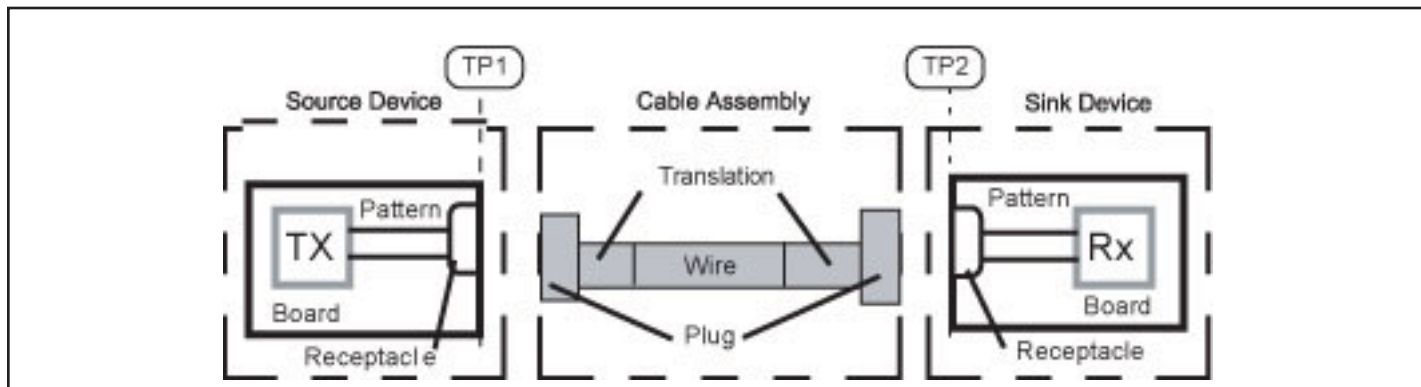 TP1
TP2
Source Device
Cable Assembly
Sink Device
Translation
Pattern
Pattern
TX
Wire
Rx
Board
Board
Plug
Receptacle
Receptacle